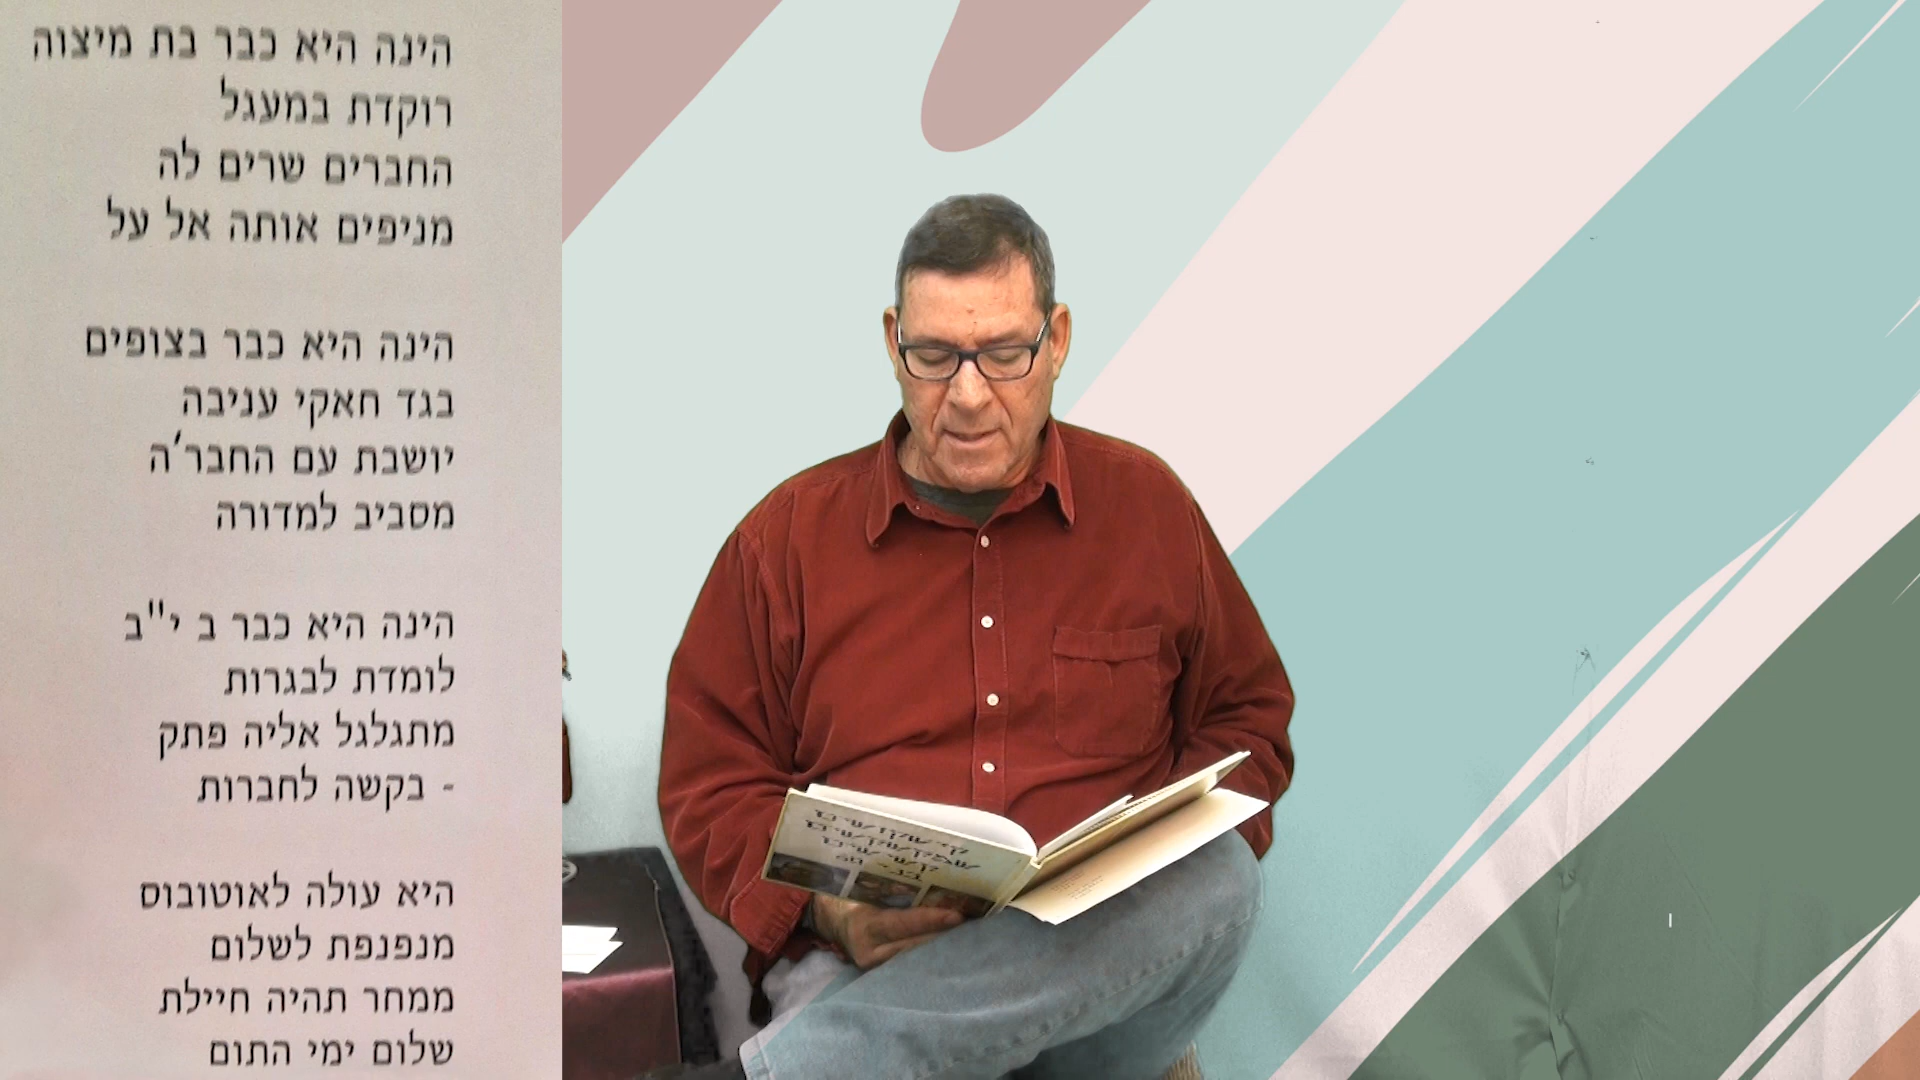 הינה היא כבר בת מיצוה
רוקדת במעגל
החברים שרים לה
מניפים אותה אל על
הינה היא כבר בצופים
בגד חאקי עניבה
יושבת עם החבר'ה
מסביב למדורה
הינה היא כבר ב י"ב
לומדת לבגרות
מתגלגל אליה פתק
- בקשה לחברות
היא עולה לאוטובוס
מנפנפת לשלום
ממחר תהיה חיילת
שלום ימי התום